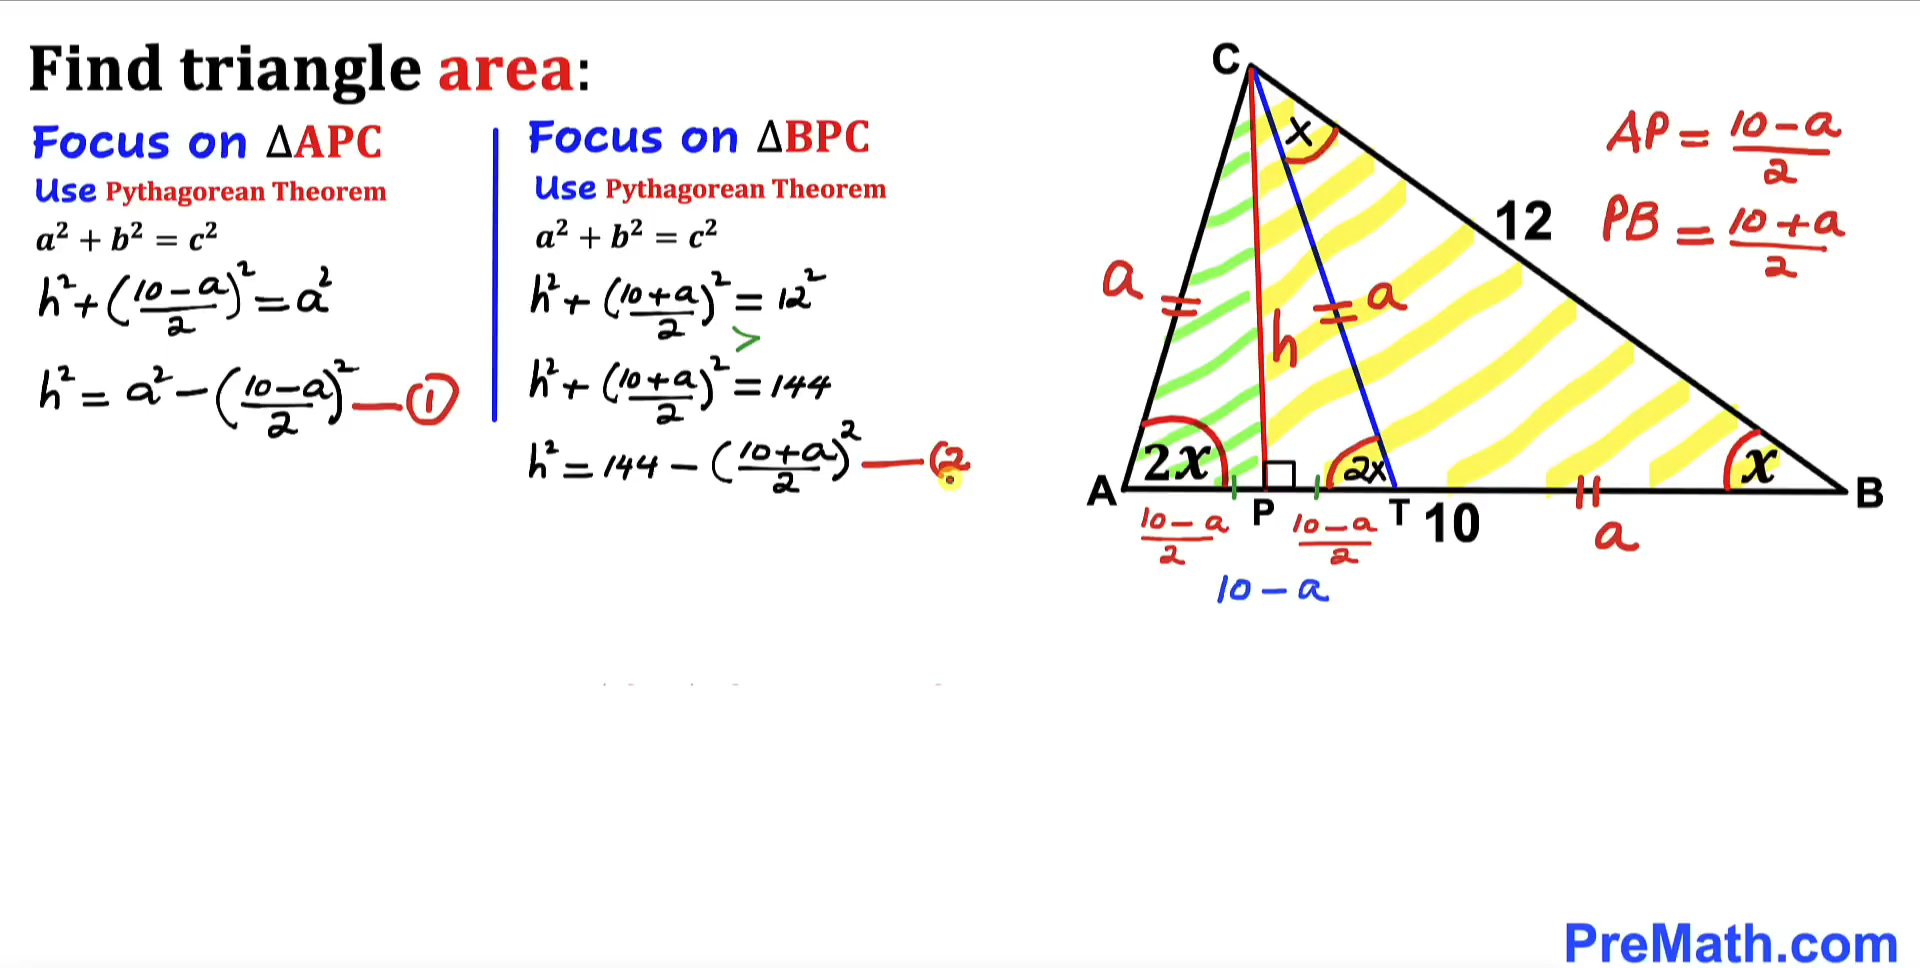 Find triangle area:
Focus on ΔAPC
Use Pythagorean Theorem
a² + b² = c²
h² + (10-a/2)² = a²
h² = a² - (10-a/2)² — ①
Focus on ΔBPC
Use Pythagorean Theorem
a² + b² = c²
h² + (10+a/2)² = 12²
>
h² + (10+a/2)² = 144
h² = 144 - (10+a/2)² — (2
C
x
12
a
h
a
2x
2x
x
A
P
T
B
10-a/2
10-a/2
10
a
10-a
AP = 10-a/2
PB = 10+a/2
PreMath.com